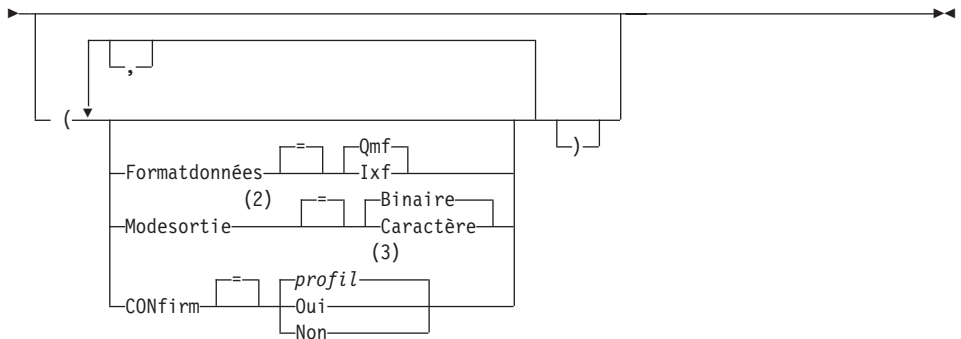 ,
(
)
= Qmf
Formatdonnées Ixf
(2)
= Binaire
Modesortie Caractère
(3)
= profil
CONfirm Oui
Non